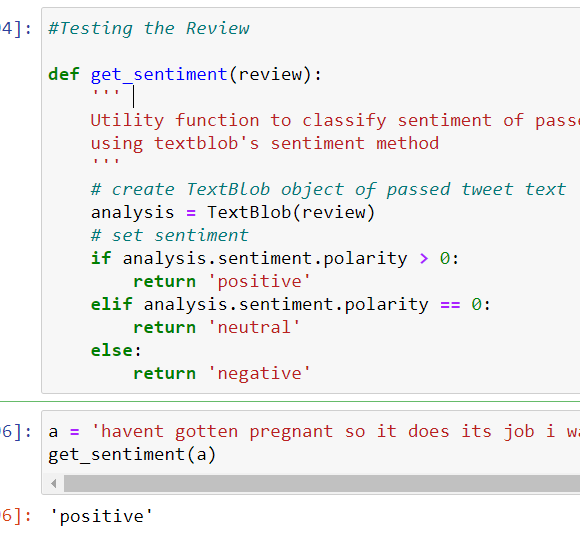 4]: #Testing the Review
def get_sentiment(review):
'''
Utility function to classify sentiment of
using textblob's sentiment method
'''
# create TextBlob object of passed tweet text
analysis = TextBlob(review)
# set sentiment
if analysis.sentiment.polarity > 0:
return 'positive'
elif analysis.sentiment.polarity == 0:
return 'neutral'
else:
return 'negative'
6]: a = 'havent gotten pregnant so it does its job i
get_sentiment(a)
6]: 'positive'